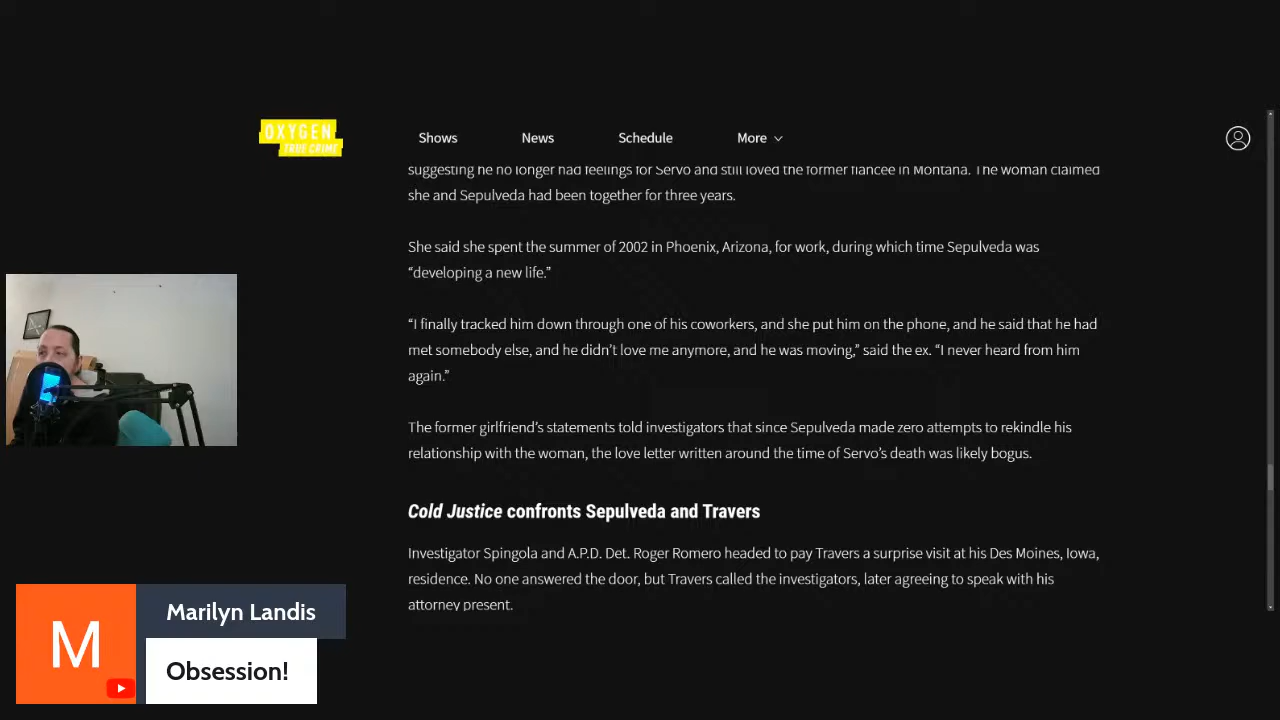 OXYGEN
TRUE CRIME
Shows
News
Schedule
More
suggesting he no longer had feelings for Servo and still loved the former fiancée in Montana. The woman claimed
she and Sepulveda had been together for three years.
She said she spent the summer of 2002 in Phoenix, Arizona, for work, during which time Sepulveda was
“developing a new life.”
“I finally tracked him down through one of his coworkers, and she put him on the phone, and he said that he had
met somebody else, and he didn’t love me anymore, and he was moving,” said the ex. “I never heard from him
again.”
The former girlfriend’s statements told investigators that since Sepulveda made zero attempts to rekindle his
relationship with the woman, the love letter written around the time of Servo’s death was likely bogus.
Cold Justice confronts Sepulveda and Travers
Investigator Spingola and A.P.D. Det. Roger Romero headed to pay Travers a surprise visit at his Des Moines, Iowa,
residence. No one answered the door, but Travers called the investigators, later agreeing to speak with his
attorney present.
M
Marilyn Landis
Obsession!